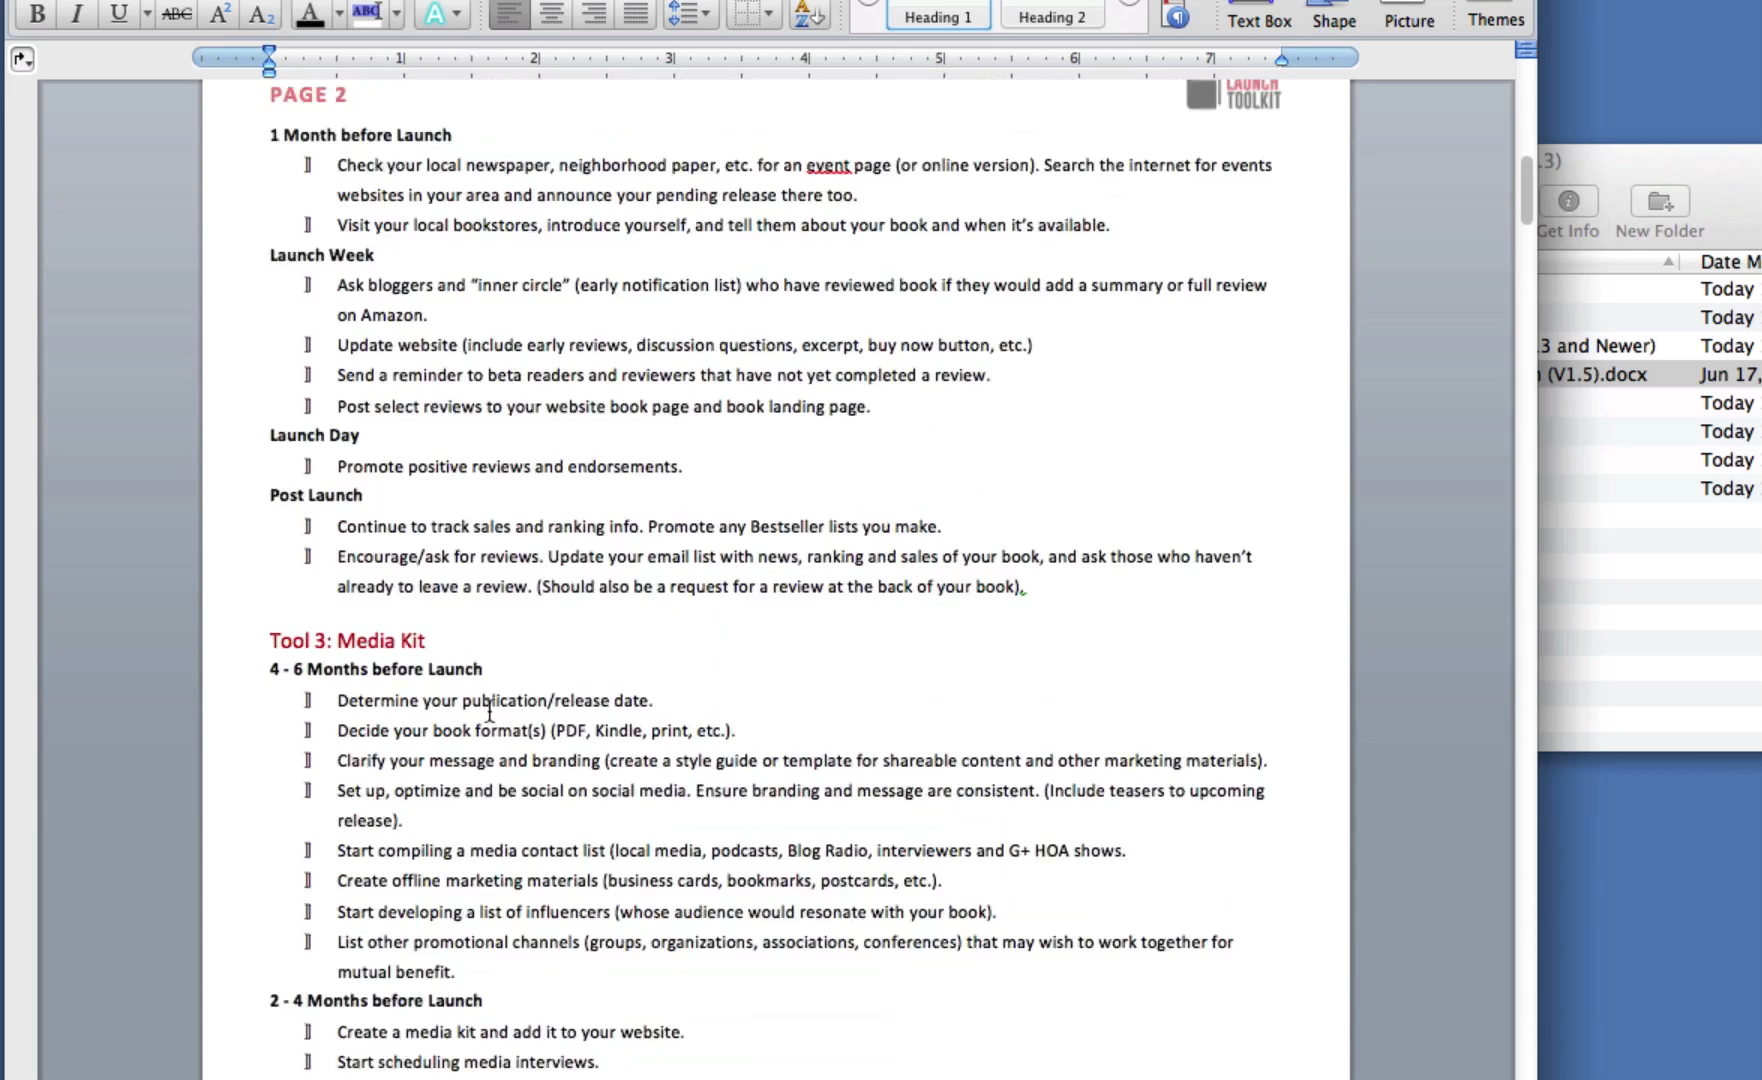 B I U ABC A² A₂ A ABC A
Heading 1
Heading 2
Text Box
Shape
Picture
Themes
1 2 3 4 5 6 7
PAGE 2
LAUNCH
TOOLKIT
1 Month before Launch
Check your local newspaper, neighborhood paper, etc. for an event page (or online version). Search the internet for events
websites in your area and announce your pending release there too.
Visit your local bookstores, introduce yourself, and tell them about your book and when it’s available.
Launch Week
Ask bloggers and “inner circle” (early notification list) who have reviewed book if they would add a summary or full review
on Amazon.
Update website (include early reviews, discussion questions, excerpt, buy now button, etc.)
Send a reminder to beta readers and reviewers that have not yet completed a review.
Post select reviews to your website book page and book landing page.
Launch Day
Promote positive reviews and endorsements.
Post Launch
Continue to track sales and ranking info. Promote any Bestseller lists you make.
Encourage/ask for reviews. Update your email list with news, ranking and sales of your book, and ask those who haven’t
already to leave a review. (Should also be a request for a review at the back of your book).
Tool 3: Media Kit
4 - 6 Months before Launch
Determine your publication/release date.
Decide your book format(s) (PDF, Kindle, print, etc.).
Clarify your message and branding (create a style guide or template for shareable content and other marketing materials).
Set up, optimize and be social on social media. Ensure branding and message are consistent. (Include teasers to upcoming
release).
Start compiling a media contact list (local media, podcasts, Blog Radio, interviewers and G+ HOA shows.
Create offline marketing materials (business cards, bookmarks, postcards, etc.).
Start developing a list of influencers (whose audience would resonate with your book).
List other promotional channels (groups, organizations, associations, conferences) that may wish to work together for
mutual benefit.
2 - 4 Months before Launch
Create a media kit and add it to your website.
Start scheduling media interviews.
.3)
Get Info
New Folder
Date M
Today
Today
.3 and Newer) Today
(V1.5).docx Jun 17,
Today
Today
Today
Today